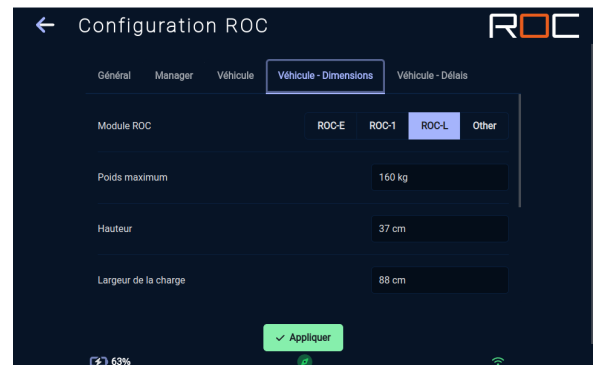 Configuration ROC
ROC
Général Manager Véhicule Véhicule - Dimensions Véhicule - Délais
Module ROC ROC-E ROC-1 ROC-L Other
Poids maximum 160 kg
Hauteur 37 cm
Largeur de la charge 88 cm
Appliquer
63%